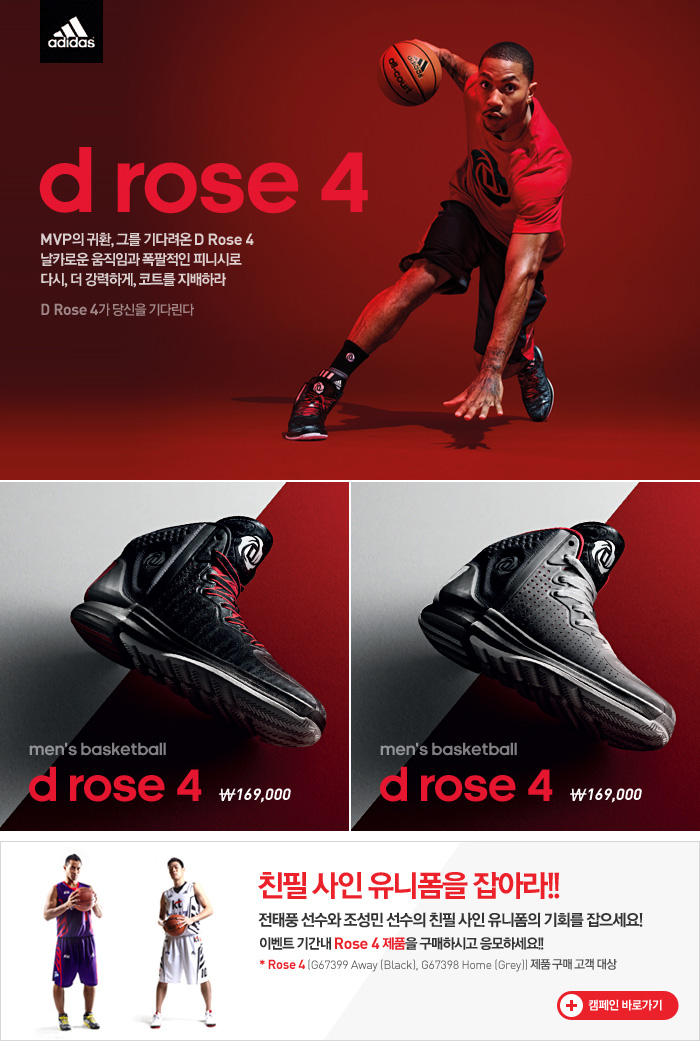 adidas
all-court
adidas
d rose 4
MVP의 귀환, 그를 기다려온 D Rose 4
날카로운 움직임과 폭팔적인 피니시로
다시, 더 강력하게, 코트를 지배하라
D Rose 4가 당신을 기다린다
men's basketball
d rose 4 ₩169,000
men's basketball
d rose 4 ₩169,000
kt
10
친필 사인 유니폼을 잡아라!!
전태풍 선수와 조성민 선수의 친필 사인 유니폼의 기회를 잡으세요!
이벤트 기간내 Rose 4 제품을 구매하시고 응모하세요!!
* Rose 4 (G67399 Away (Black), G67398 Home (Grey)) 제품 구매 고객 대상
캠페인 바로가기